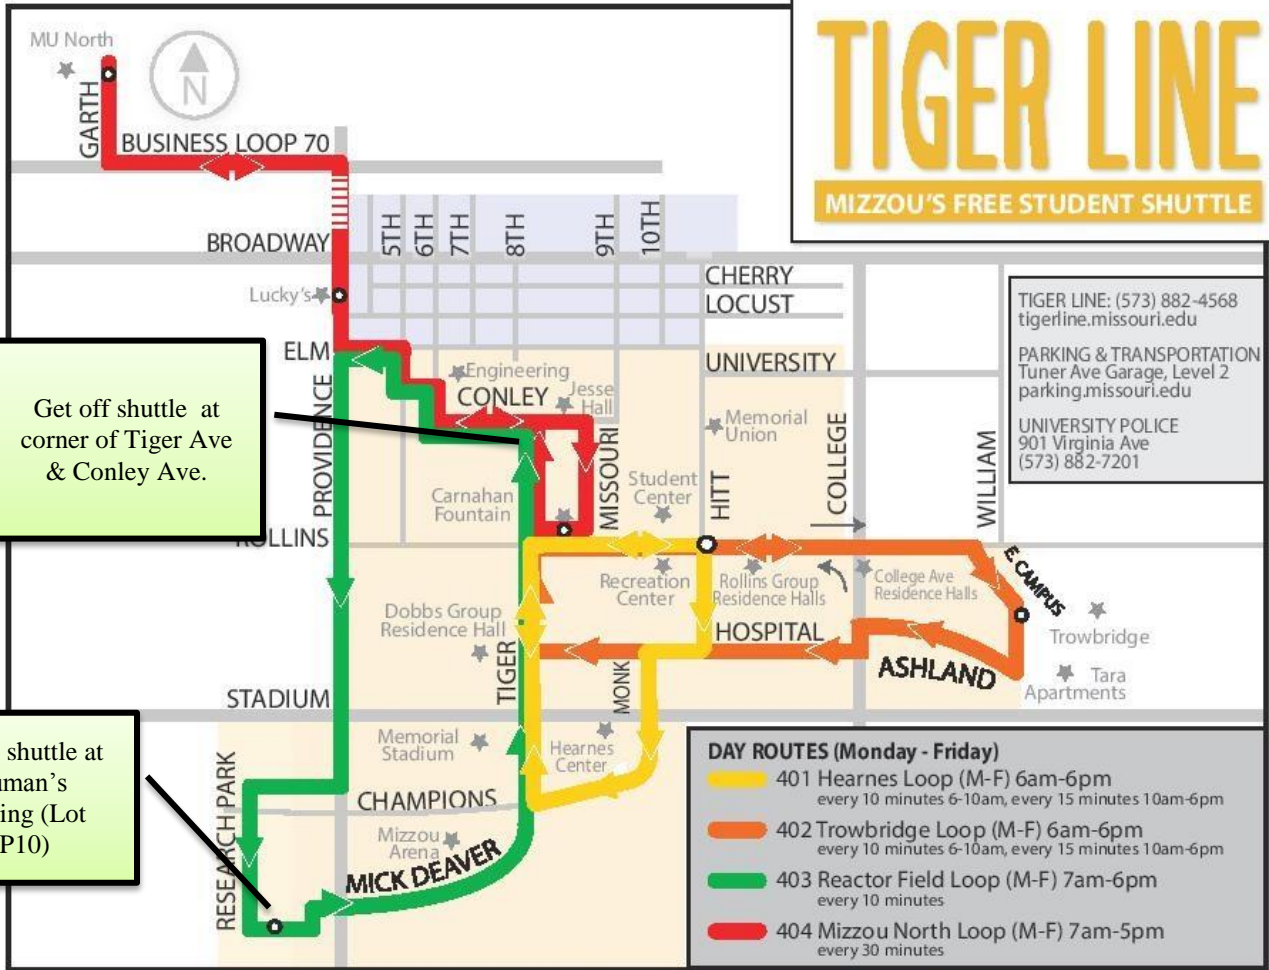 TIGER LINE
MIZZOU'S FREE STUDENT SHUTTLE
MU North
N
GARTH
BUSINESS LOOP 70
BROADWAY
5TH
6TH
7TH
8TH
9TH
10TH
CHERRY
LOCUST
Lucky's
TIGER LINE: (573) 882-4568
tigerline.missouri.edu
PARKING & TRANSPORTATION
Tuner Ave Garage, Level 2
parking.missouri.edu
UNIVERSITY POLICE
901 Virginia Ave
(573) 882-7201
ELM
UNIVERSITY
Engineering
CONLEY
Jesse
Hall
Get off shuttle at
corner of Tiger Ave
& Conley Ave.
PROVIDENCE
MISSOURI
Memorial
Union
HITT
COLLEGE
WILLIAM
Carnahan
Fountain
Student
Center
ROLLINS
Recreation
Center
Rollins Group
Residence Halls
College Ave
Residence Halls
E. CAMPUS
Trowbridge
Dobbs Group
Residence Hall
HOSPITAL
ASHLAND
Tara
Apartments
TIGER
MONK
STADIUM
Memorial
Stadium
Hearnes
Center
shuttle at
uman's
ing (Lot
P10)
RESEARCH PARK
CHAMPIONS
Mizzou
Arena
MICK DEAVER
DAY ROUTES (Monday - Friday)
401 Hearnes Loop (M-F) 6am-6pm
every 10 minutes 6-10am, every 15 minutes 10am-6pm
402 Trowbridge Loop (M-F) 6am-6pm
every 10 minutes 6-10am, every 15 minutes 10am-6pm
403 Reactor Field Loop (M-F) 7am-6pm
every 10 minutes
404 Mizzou North Loop (M-F) 7am-5pm
every 30 minutes